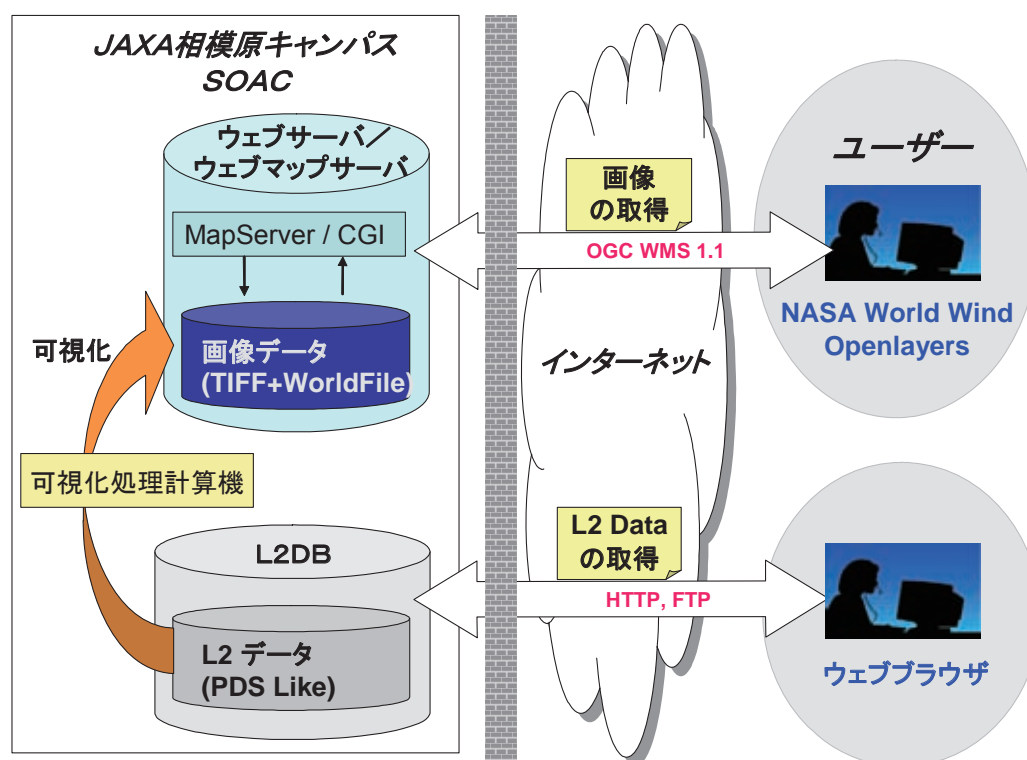 JAXA相模原キャンパス
SOAC
ウェブサーバ／
ウェブマップサーバ
MapServer / CGI
画像データ
(TIFF+WorldFile)
可視化
可視化処理計算機
L2DB
L2 データ
(PDS Like)
画像
の取得
OGC WMS 1.1
インターネット
L2 Data
の取得
HTTP, FTP
ユーザー
NASA World Wind
Openlayers
ウェブブラウザ